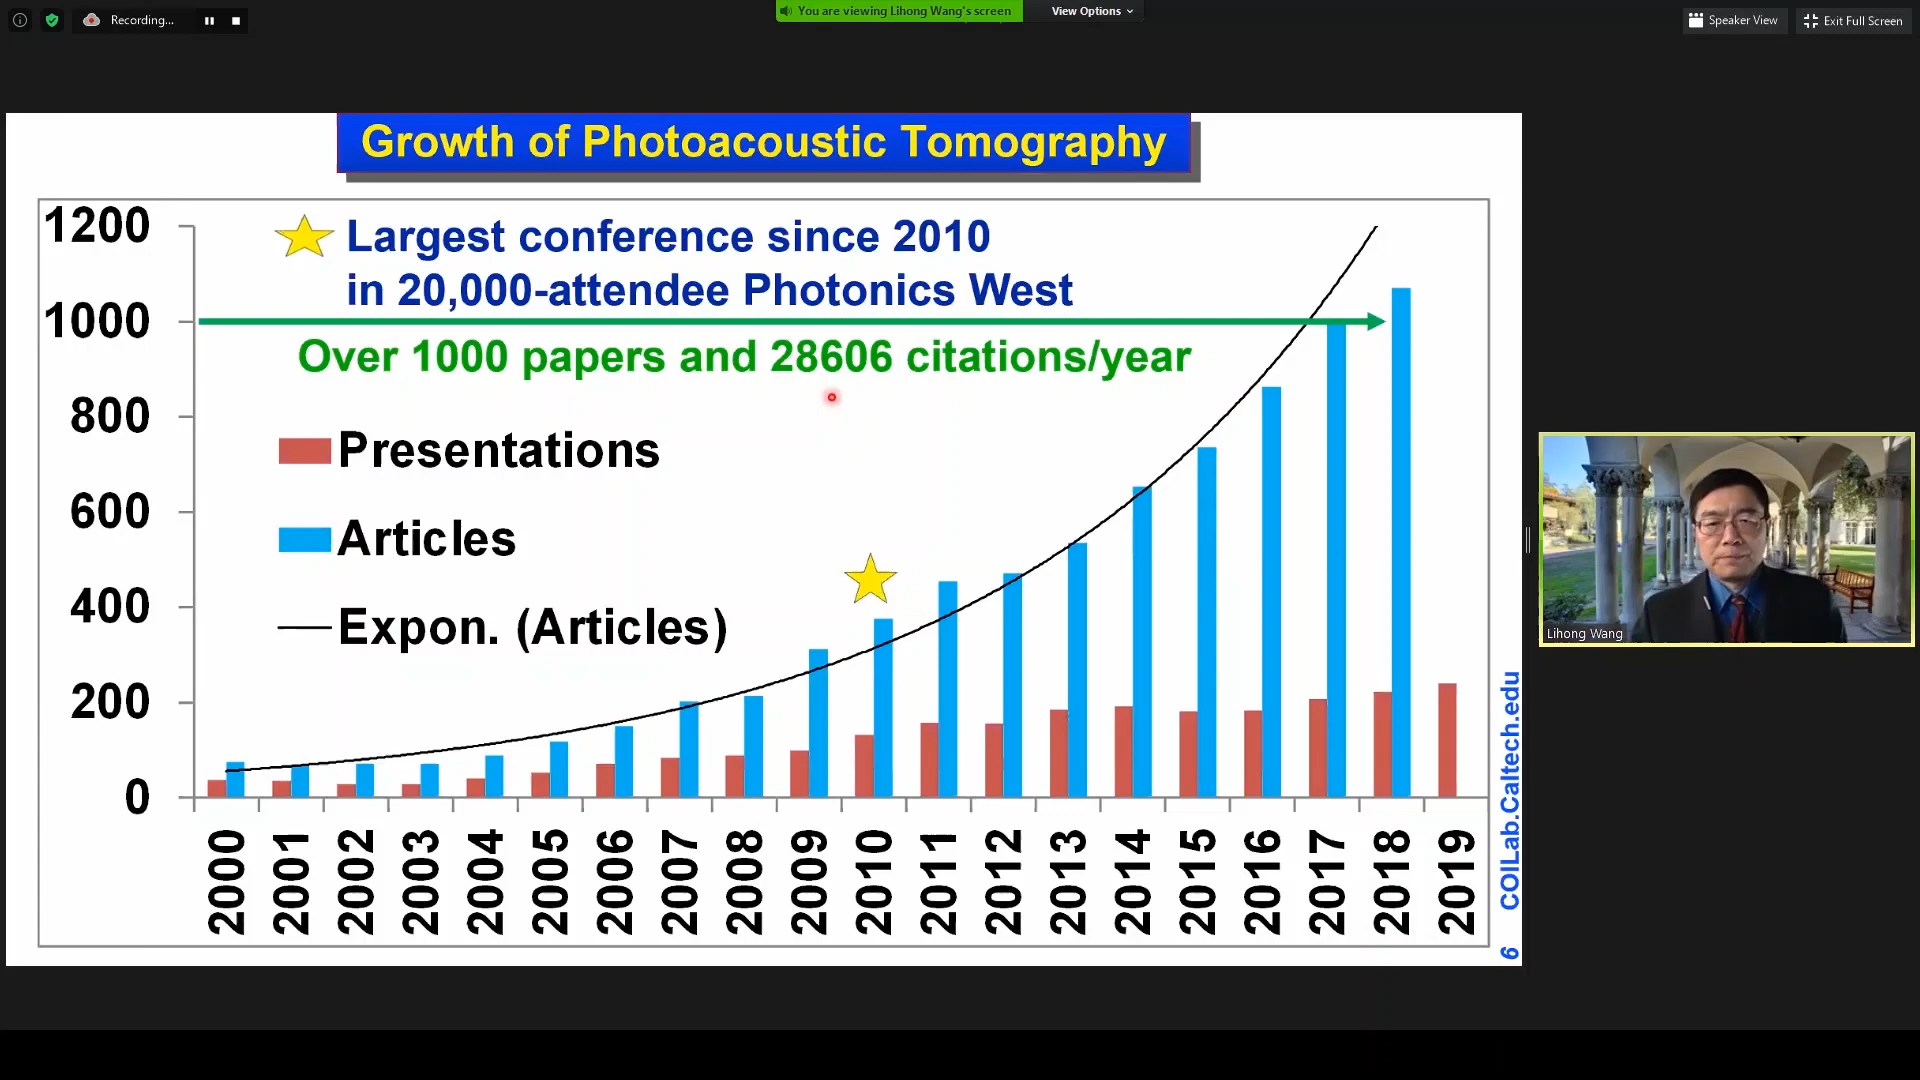 Recording...
You are viewing Lihong Wang's screen
View Options
Speaker View
Exit Full Screen
Growth of Photoacoustic Tomography
Largest conference since 2010
in 20,000-attendee Photonics West
Over 1000 papers and 28606 citations/year
Presentations
Articles
Expon. (Articles)
1200
1000
800
600
400
200
0
2000
2001
2002
2003
2004
2005
2006
2007
2008
2009
2010
2011
2012
2013
2014
2015
2016
2017
2018
2019
6 COILab.Caltech.edu
Lihong Wang